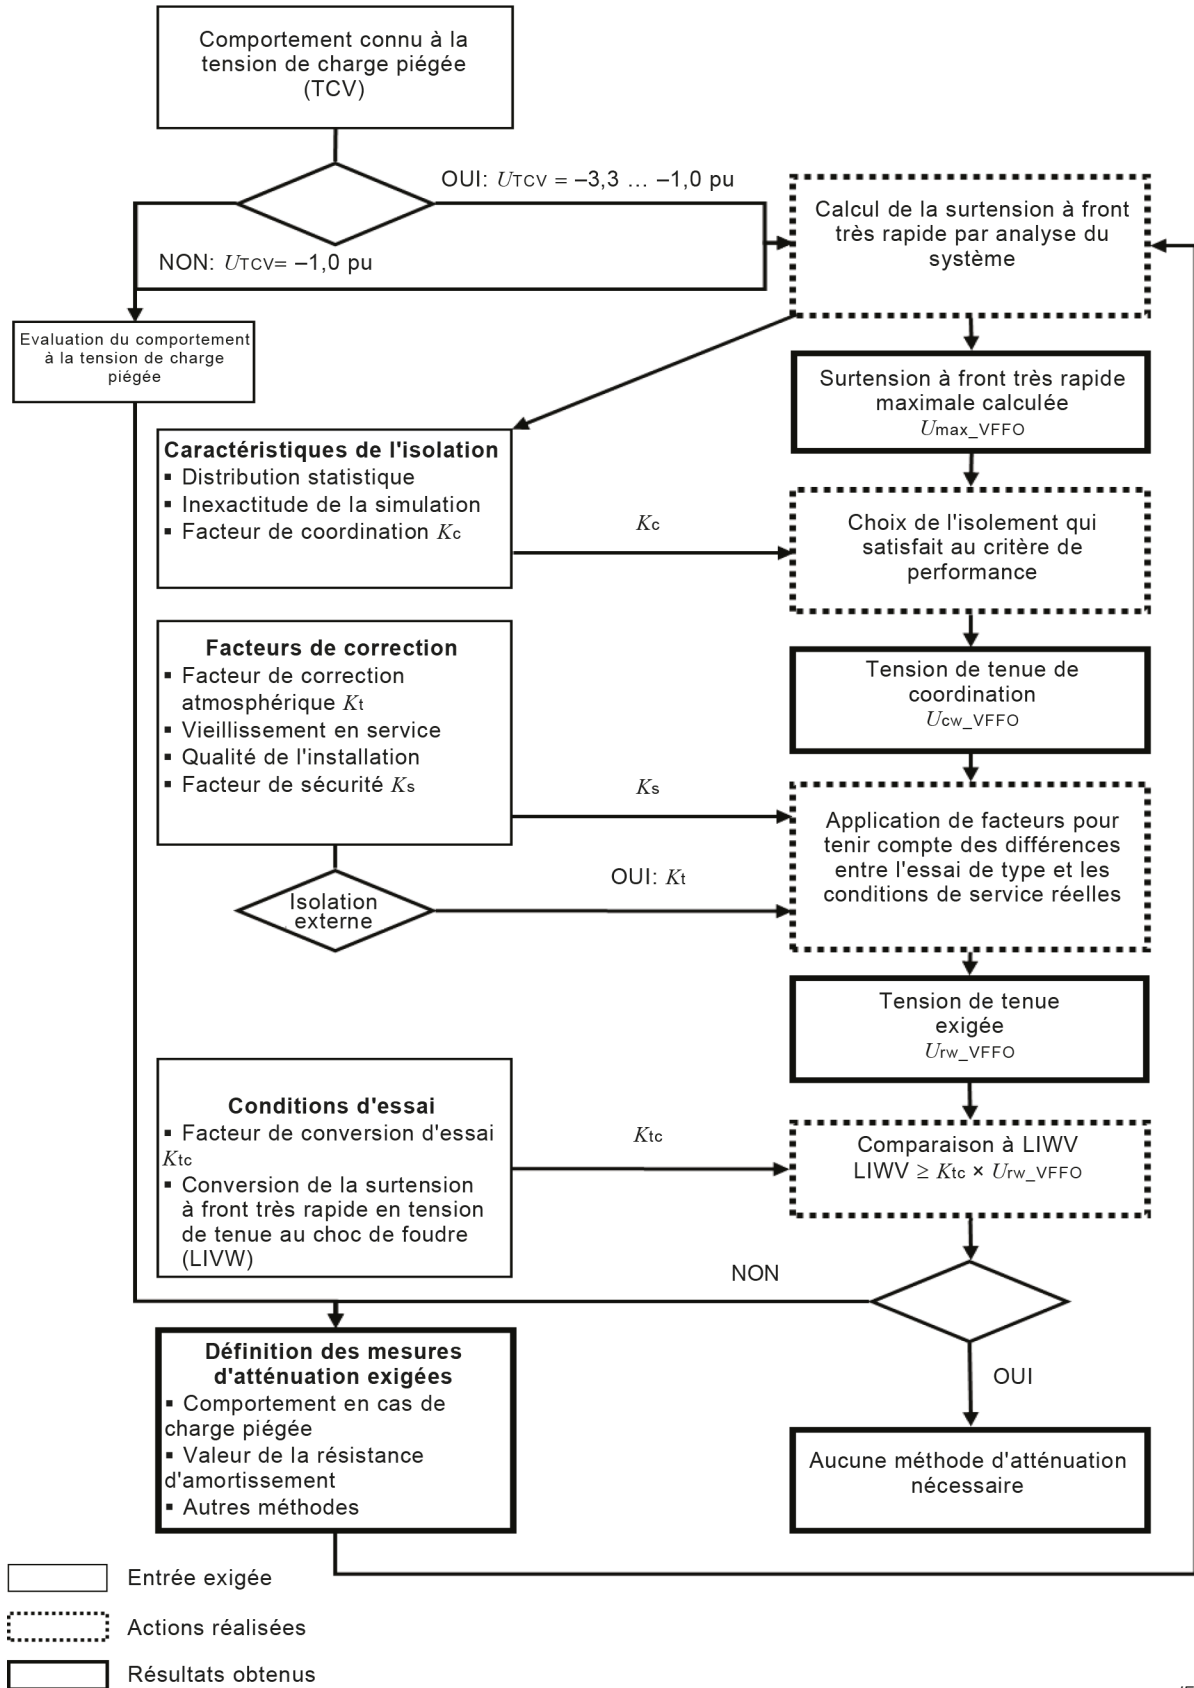 Comportement connu à la
tension de charge piégée
(TCV)
OUI: UTCV = –3,3 … –1,0 pu
NON: UTCV= –1,0 pu
Calcul de la surtension à front
très rapide par analyse du
système
Evaluation du comportement
à la tension de charge
piégée
Surtension à front très rapide
maximale calculée
Umax_VFFO
Caractéristiques de l'isolation
▪ Distribution statistique
▪ Inexactitude de la simulation
▪ Facteur de coordination Kc
Kc
Choix de l'isolement qui
satisfait au critère de
performance
Facteurs de correction
▪ Facteur de correction
atmosphérique Kt
▪ Vieillissement en service
▪ Qualité de l'installation
▪ Facteur de sécurité Ks
Tension de tenue de
coordination
Ucw_VFFO
Ks
Application de facteurs pour
tenir compte des différences
entre l'essai de type et les
conditions de service réelles
Isolation
externe
OUI: Kt
Tension de tenue
exigée
Urw_VFFO
Conditions d'essai
▪ Facteur de conversion d'essai
Ktc
▪ Conversion de la surtension
à front très rapide en tension
de tenue au choc de foudre
(LIVW)
Ktc
Comparaison à LIWV
LIWV ≥ Ktc × Urw_VFFO
NON
OUI
Définition des mesures
d'atténuation exigées
▪ Comportement en cas de
charge piégée
▪ Valeur de la résistance
d'amortissement
▪ Autres méthodes
Aucune méthode d'atténuation
nécessaire
Entrée exigée
Actions réalisées
Résultats obtenus